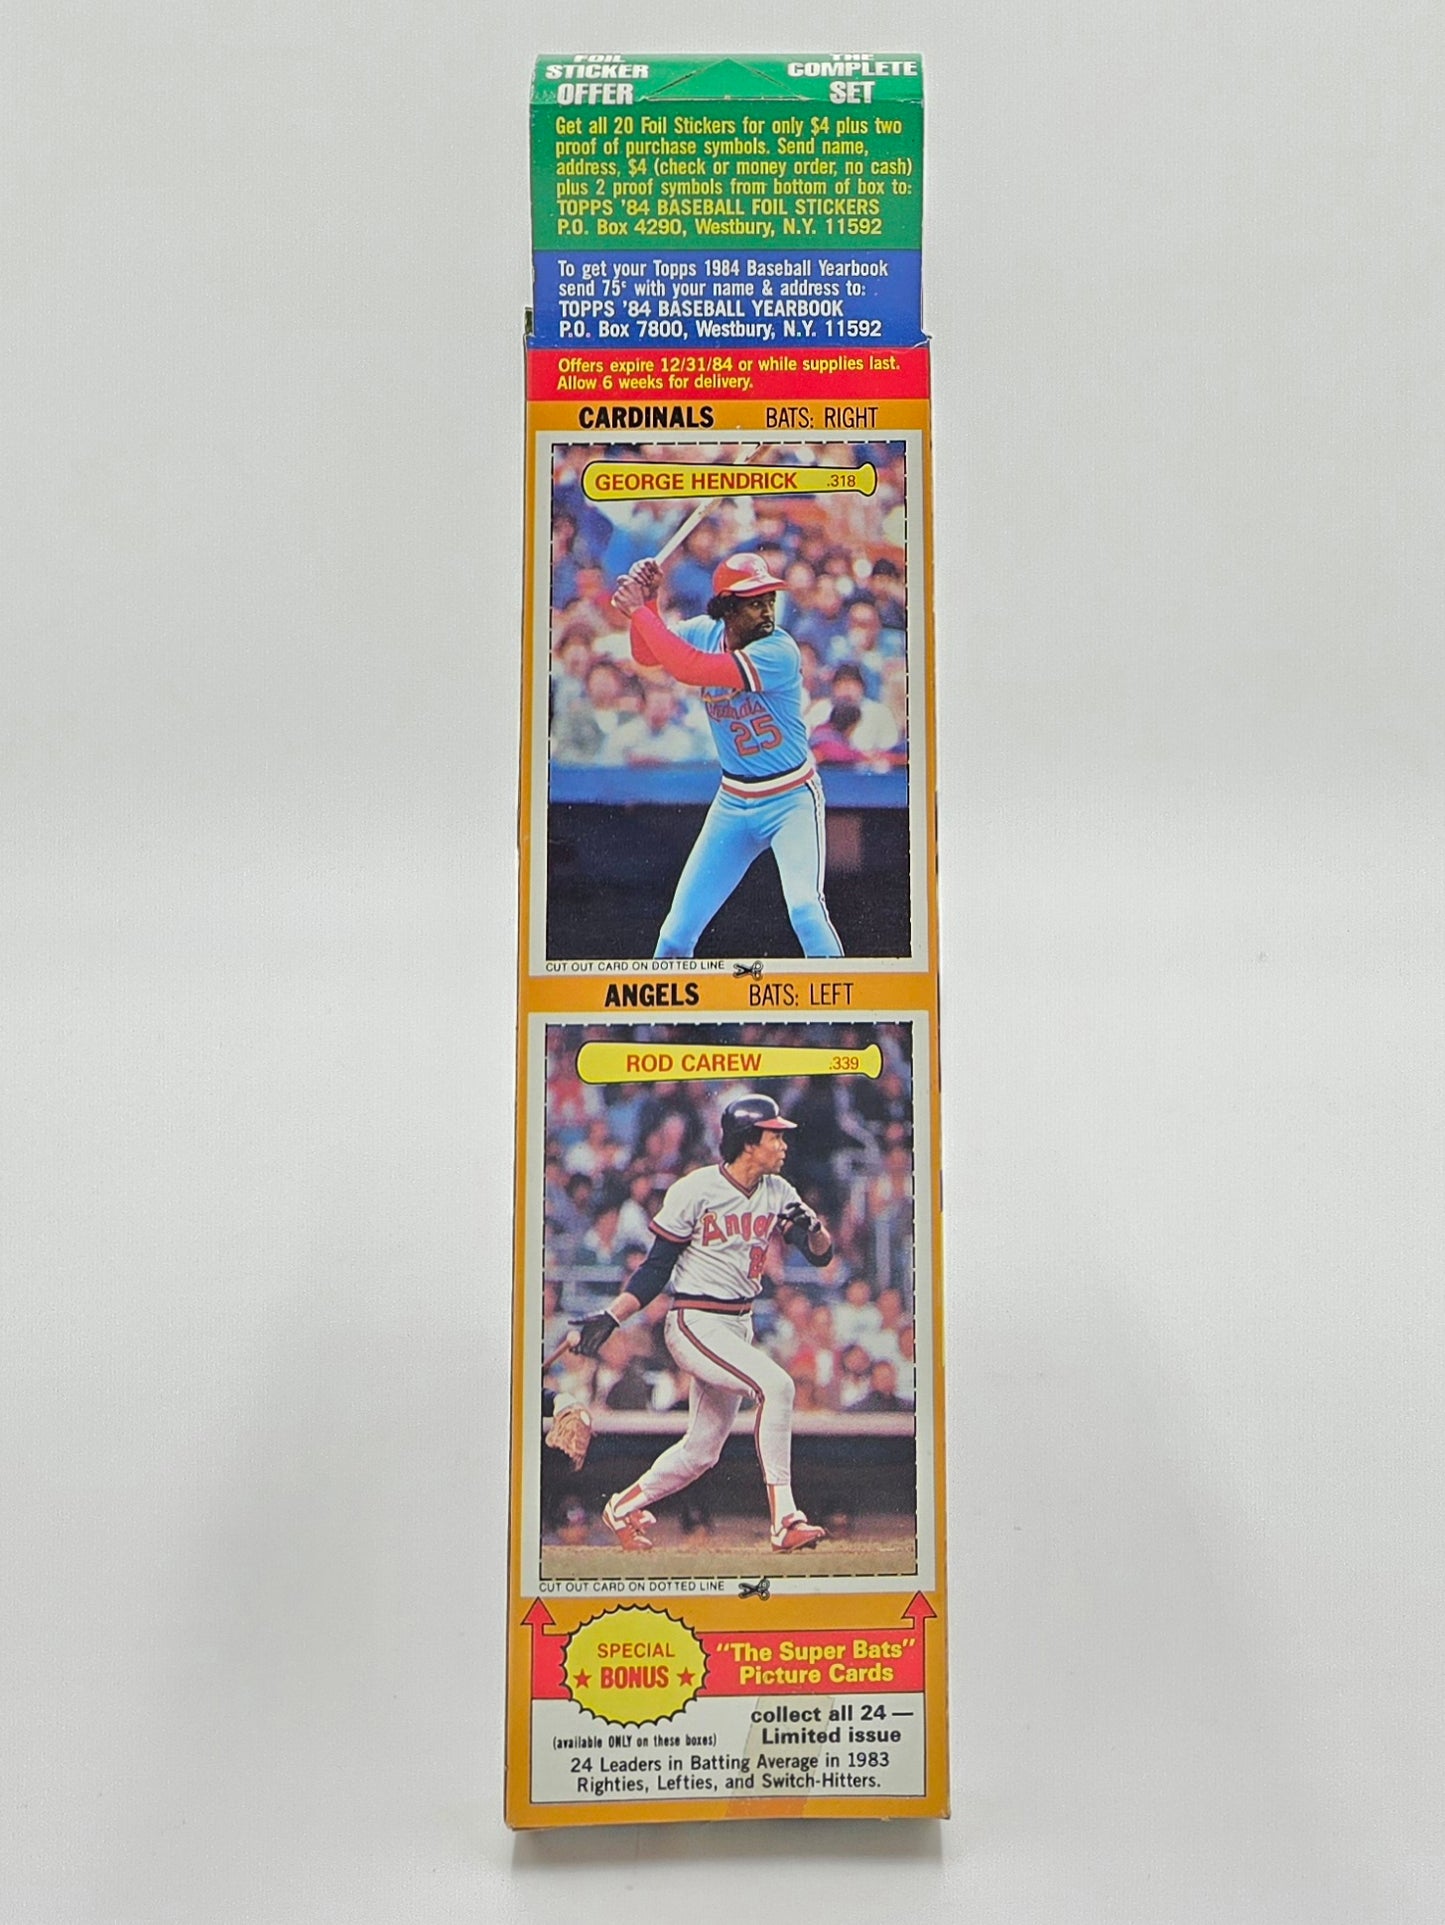 FOIL THE
STICKER COMPLETE
OFFER SET
Get all 20 Foil Stickers for only $4 plus two
proof of purchase symbols. Send name,
address, $4 (check or money order, no cash)
plus 2 proof symbols from bottom of box to:
TOPPS '84 BASEBALL FOIL STICKERS
P.O. Box 4290, Westbury, N.Y. 11592
To get your Topps 1984 Baseball Yearbook
send 75¢ with your name & address to:
TOPPS '84 BASEBALL YEARBOOK
P.O. Box 7800, Westbury, N.Y. 11592
Offers expire 12/31/84 or while supplies last.
Allow 6 weeks for delivery.
CARDINALS BATS: RIGHT
GEORGE HENDRICK .318
Cardinals
25
CUT OUT CARD ON DOTTED LINE
ANGELS BATS: LEFT
ROD CAREW .339
Angel
CUT OUT CARD ON DOTTED LINE
SPECIAL
BONUS
"The Super Bats"
Picture Cards
collect all 24 —
Limited issue
(available ONLY on these boxes)
24 Leaders in Batting Average in 1983
Righties, Lefties, and Switch-Hitters.